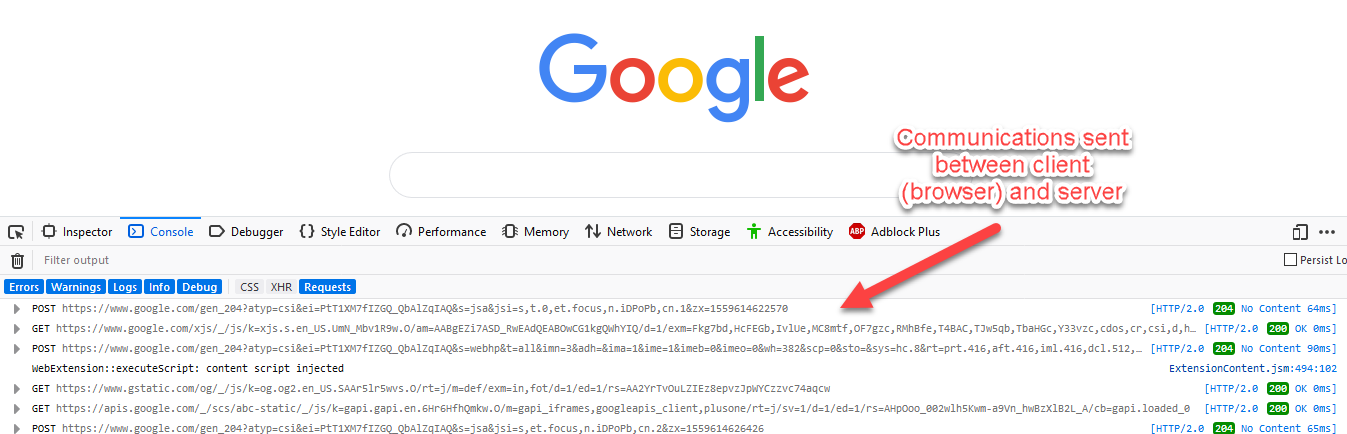 Google
Communications sent
between client
(browser) and server
Inspector Console Debugger Style Editor Performance Memory Network Storage Accessibility ABP Adblock Plus
Filter output Persist Lo
Errors Warnings Logs Info Debug CSS XHR Requests
POST https://www.google.com/gen_204?atyp=csi&ei=PtT1XM7fIZGQ_QbAlZqIAQ&s=jsa&jsi=s,t.0,et.focus,n.iDPoPb,cn.1&zx=1559614622570 [HTTP/2.0 204 No Content 64ms]
GET https://www.google.com/xjs/_/js/k=xjs.s.en_US.UmN_Mbv1R9w.O/am=AABgEZi7ASD_RwEAdQEABOwCG1kgQWhYIQ/d=1/exm=Fkg7bd,HcFEGb,IvlUe,MC8mtf,OF7gzc,RMhBfe,T4BAC,TJw5qb,TbaHGc,Y33vzc,cdos,cr,csi,d,h… [HTTP/2.0 200 OK 0ms]
POST https://www.google.com/gen_204?atyp=csi&ei=PtT1XM7fIZGQ_QbAlZqIAQ&s=webhp&t=all&imn=3&adh=&ima=1&ime=1&imeb=0&imeo=0&wh=382&scp=0&sto=&sys=hc.8&rt=prt.416,aft.416,iml.416,dcl.512,… [HTTP/2.0 204 No Content 90ms]
WebExtension::executeScript: content script injected ExtensionContent.jsm:494:102
GET https://www.gstatic.com/og/_/js/k=og.og2.en_US.SAAr5lr5wvs.O/rt=j/m=def/exm=in,fot/d=1/ed=1/rs=AA2YrTvOuLZIEz8epvzJpWYCzzvc74aqcw [HTTP/2.0 200 OK 0ms]
GET https://apis.google.com/_/scs/abc-static/_/js/k=gapi.gapi.en.6Hr6HfhQmkw.O/m=gapi_iframes,googleapis_client,plusone/rt=j/sv=1/d=1/ed=1/rs=AHpOoo_002wlh5Kwm-a9Vn_hwBzXlB2L_A/cb=gapi.loaded_0 [HTTP/2.0 200 OK 0ms]
POST https://www.google.com/gen_204?atyp=csi&ei=PtT1XM7fIZGQ_QbAlZqIAQ&s=jsa&jsi=s,et.focus,n.iDPoPb,cn.2&zx=1559614626426 [HTTP/2.0 204 No Content 65ms]